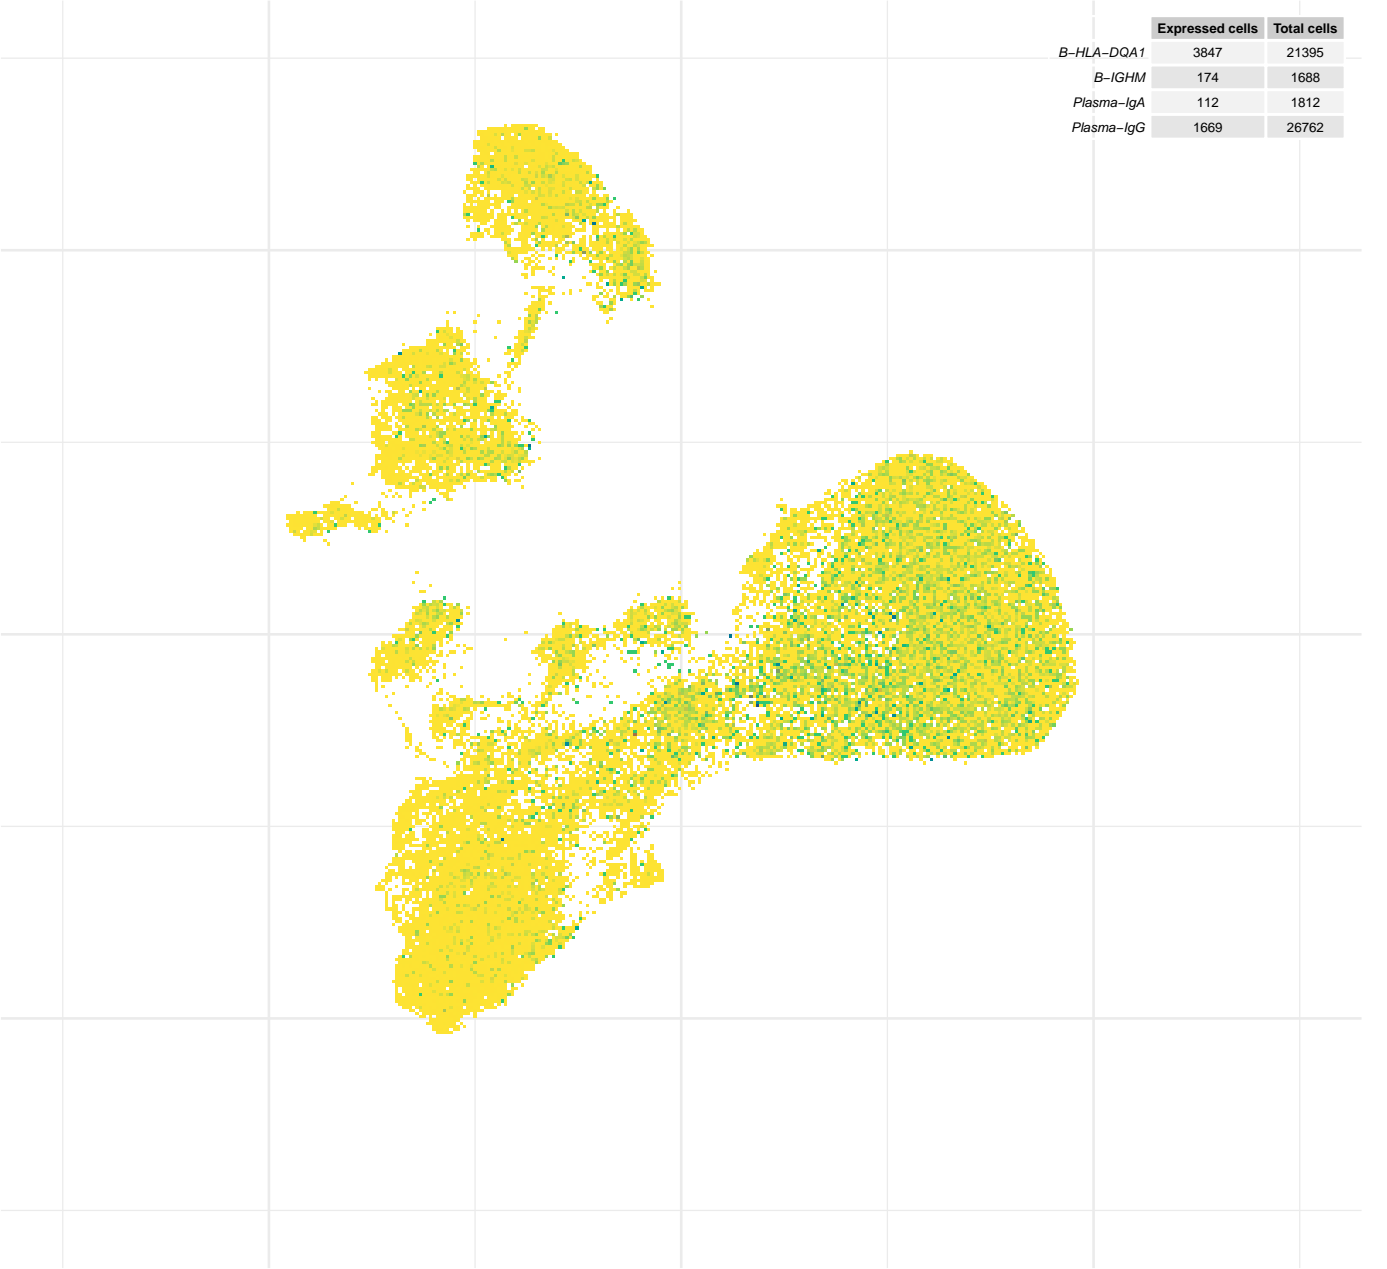 Expressed cells Total cells
B−HLA−DQA1 3847 21395
B−IGHM 174 1688
Plasma−IgA 112 1812
Plasma−IgG 1669 26762